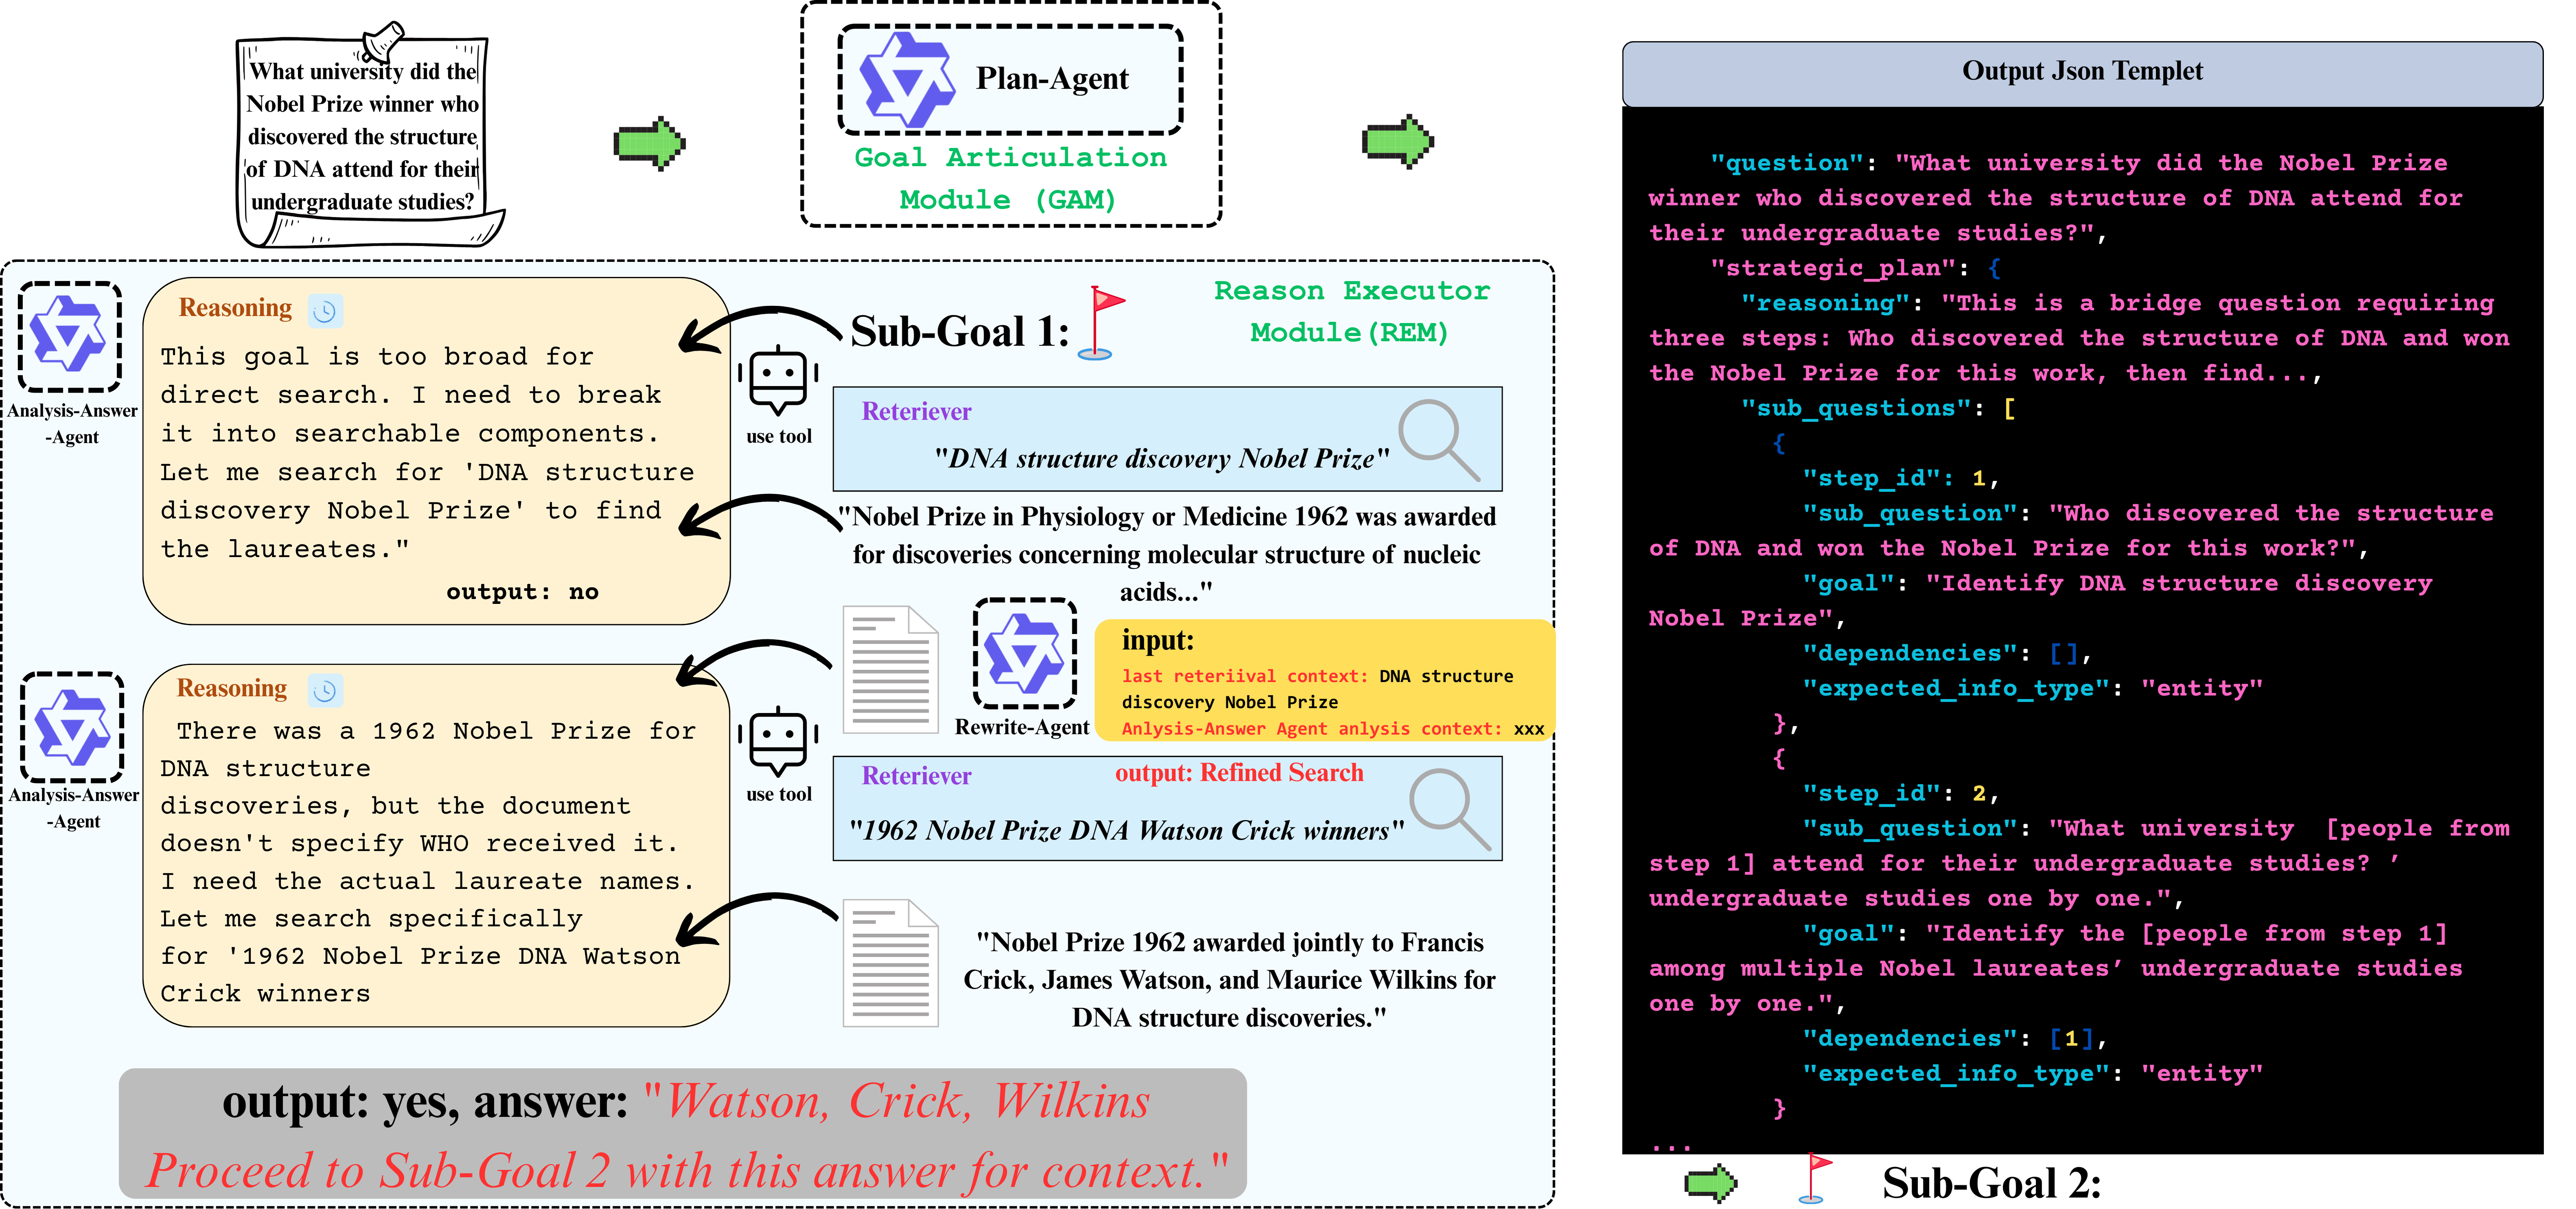 What university did the
Nobel Prize winner who
discovered the structure
of DNA attend for their
undergraduate studies?
Plan-Agent
Goal Articulation
Module (GAM)
Reason Executor
Module(REM)
Sub-Goal 1:
Analysis-Answer
-Agent
Reasoning
This goal is too broad for
direct search. I need to break
it into searchable components.
Let me search for 'DNA structure
discovery Nobel Prize' to find
the laureates."
output: no
use tool
Reteriever
"DNA structure discovery Nobel Prize"
"Nobel Prize in Physiology or Medicine 1962 was awarded
for discoveries concerning molecular structure of nucleic
acids..."
Rewrite-Agent
input:
last reteriival context: DNA structure
discovery Nobel Prize
Anlysis-Answer Agent anlysis context: xxx
Analysis-Answer
-Agent
Reasoning
There was a 1962 Nobel Prize for
DNA structure
discoveries, but the document
doesn't specify WHO received it.
I need the actual laureate names.
Let me search specifically
for '1962 Nobel Prize DNA Watson
Crick winners
use tool
Reteriever
output: Refined Search
"1962 Nobel Prize DNA Watson Crick winners"
"Nobel Prize 1962 awarded jointly to Francis
Crick, James Watson, and Maurice Wilkins for
DNA structure discoveries."
output: yes, answer: "Watson, Crick, Wilkins
Proceed to Sub-Goal 2 with this answer for context."
Output Json Templet
"question": "What university did the Nobel Prize
winner who discovered the structure of DNA attend for
their undergraduate studies?",
"strategic_plan": {
"reasoning": "This is a bridge question requiring
three steps: Who discovered the structure of DNA and won
the Nobel Prize for this work, then find...,
"sub_questions": [
{
"step_id": 1,
"sub_question": "Who discovered the structure
of DNA and won the Nobel Prize for this work?",
"goal": "Identify DNA structure discovery
Nobel Prize",
"dependencies": [],
"expected_info_type": "entity"
},
{
"step_id": 2,
"sub_question": "What university  [people from
step 1] attend for their undergraduate studies? ’
undergraduate studies one by one.",
"goal": "Identify the [people from step 1]
among multiple Nobel laureates’ undergraduate studies
one by one.",
"dependencies": [1],
"expected_info_type": "entity"
}
...
Sub-Goal 2: